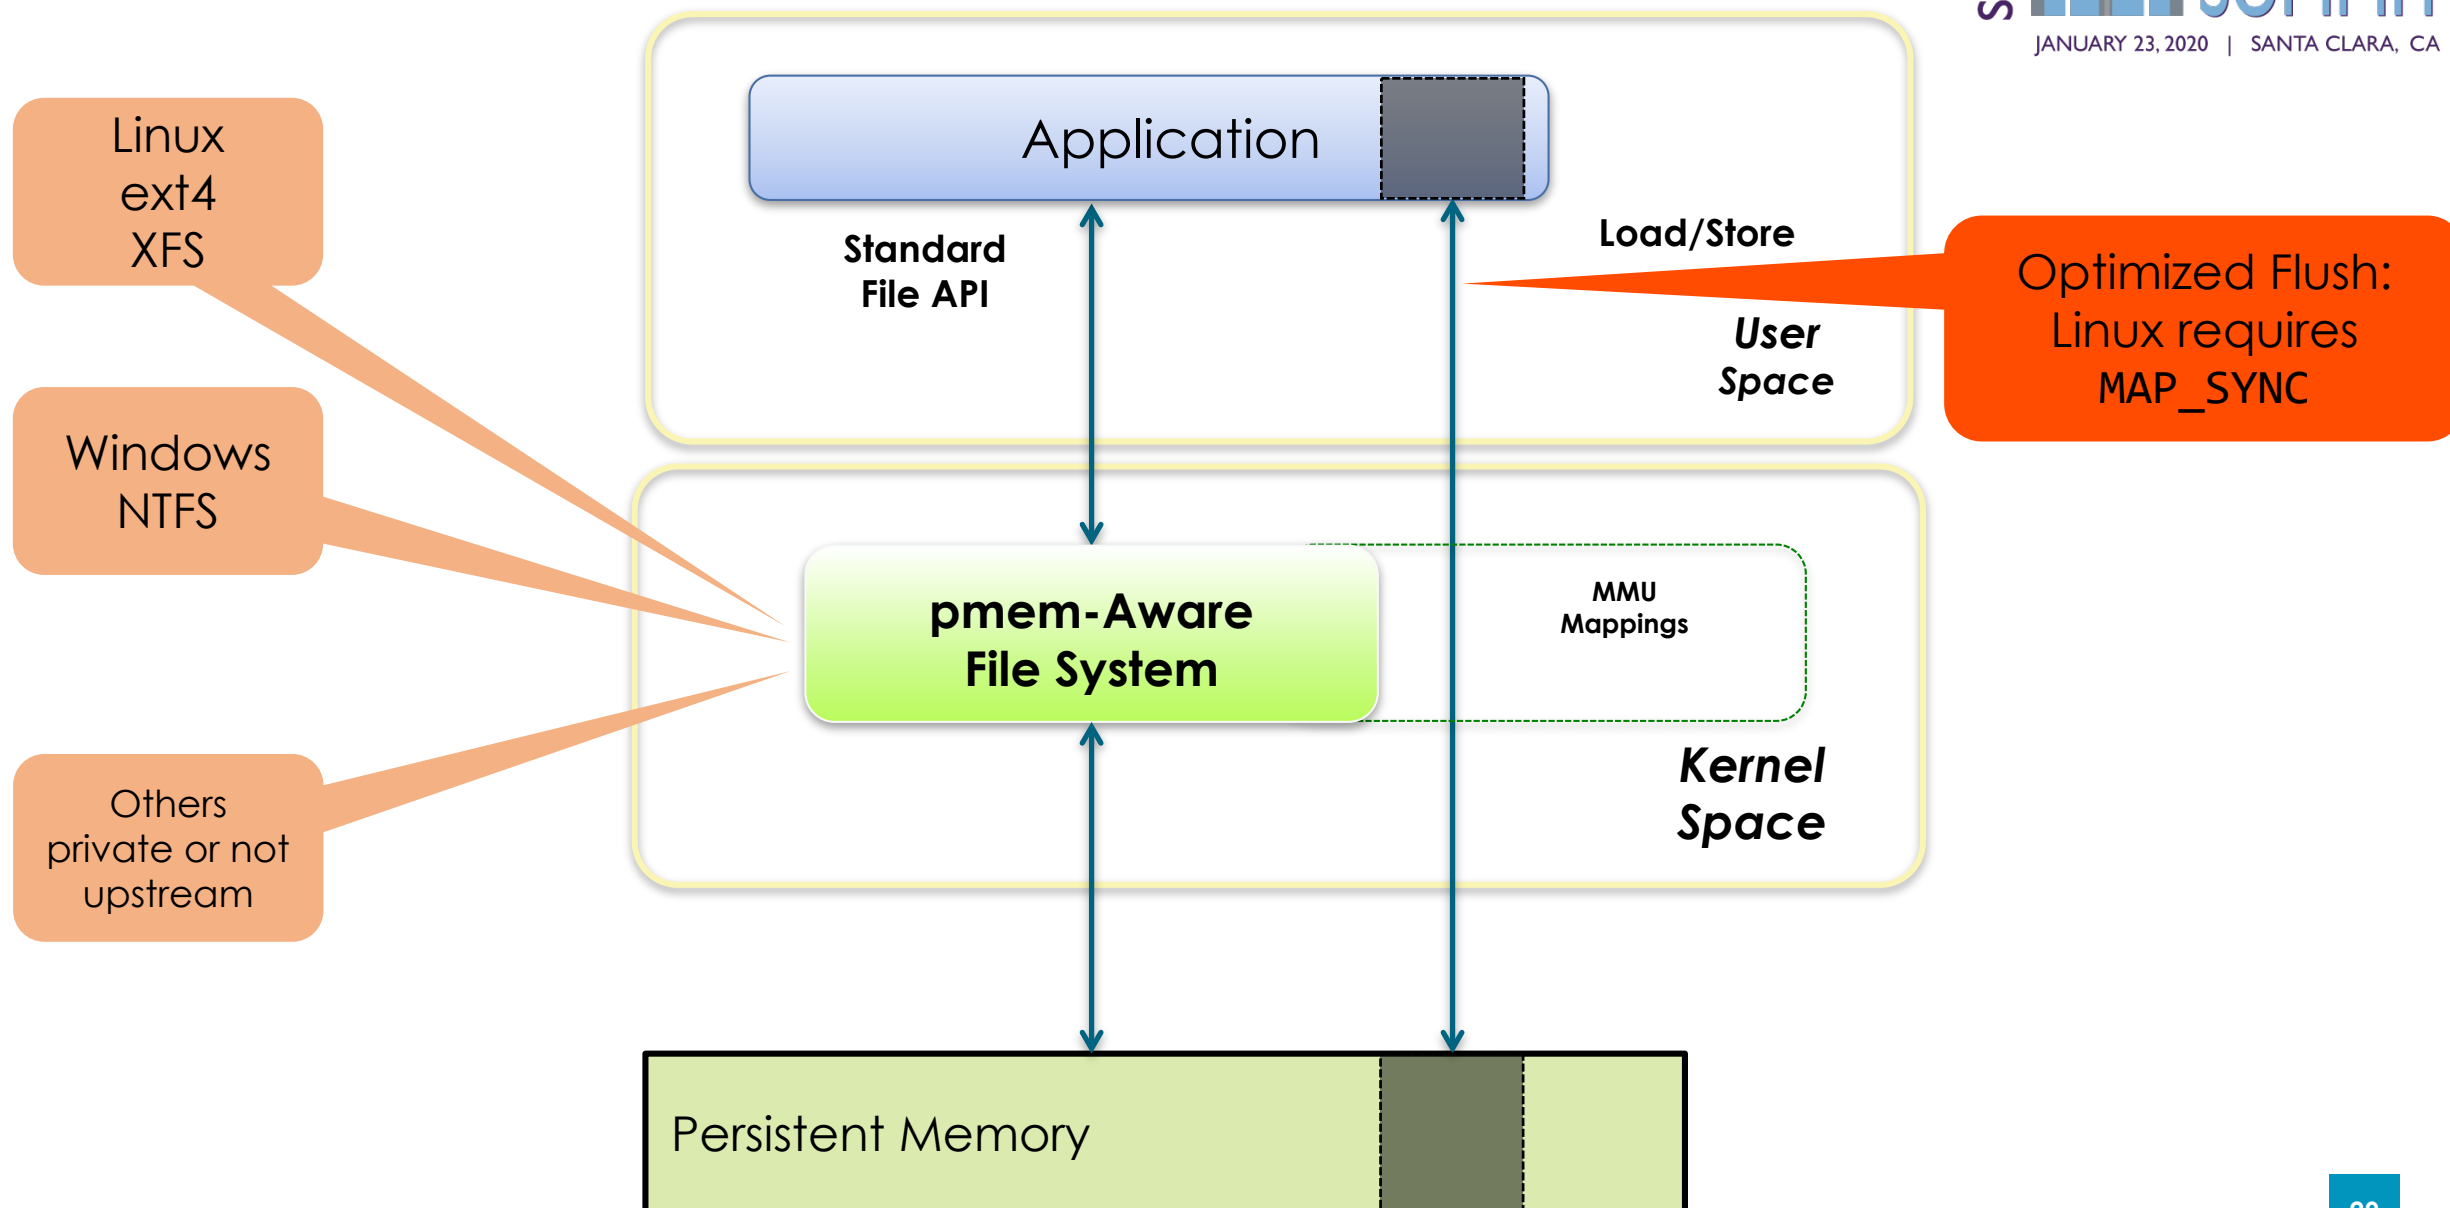 JANUARY 23, 2020 | SANTA CLARA, CA
Linux
ext4
XFS
Application
Standard
File API
Load/Store
User
Space
Optimized Flush:
Linux requires
MAP_SYNC
Windows
NTFS
pmem-Aware
File System
MMU
Mappings
Kernel
Space
Others
private or not
upstream
Persistent Memory